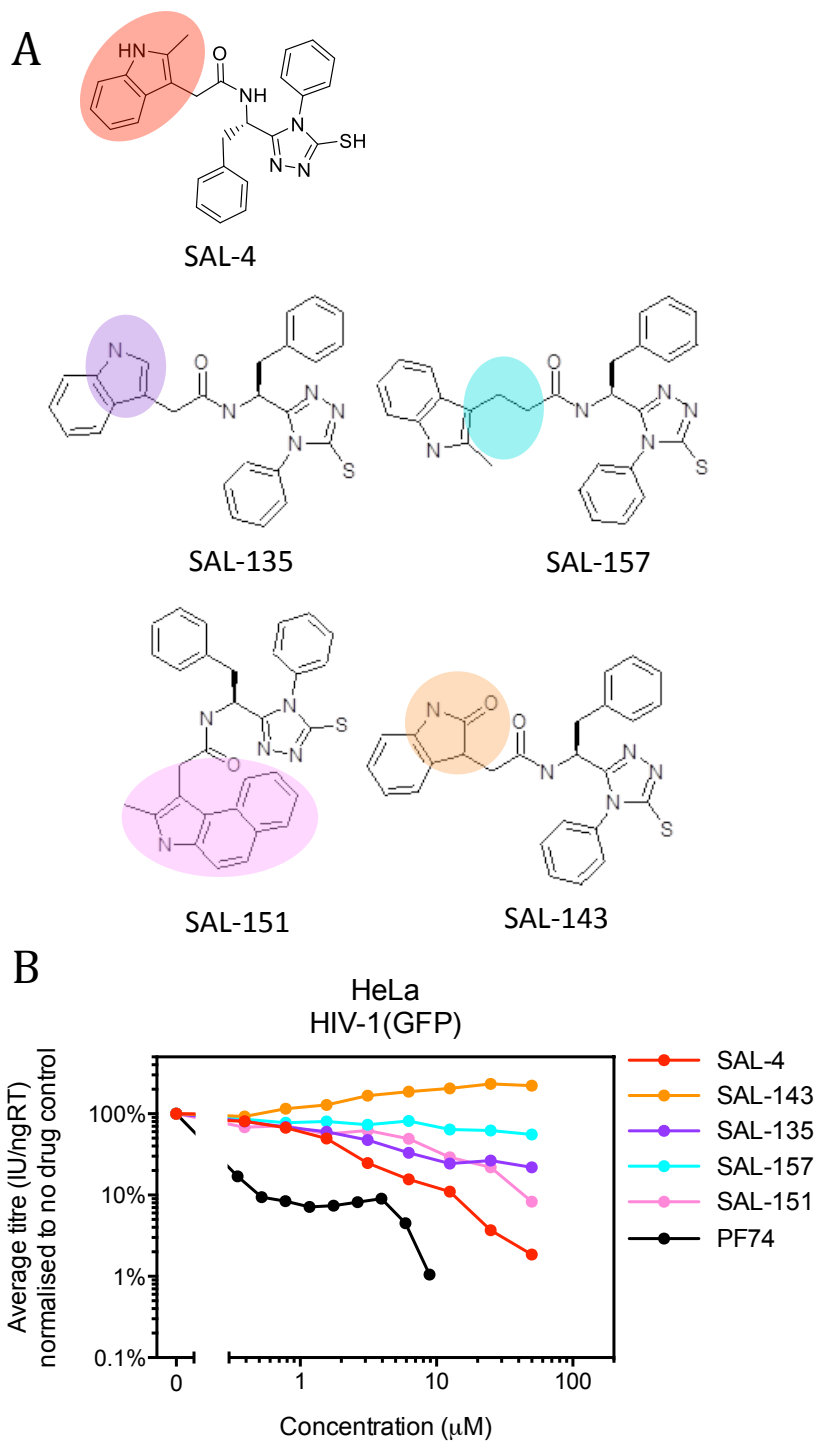 A
HN
O
NH
N
SH
N
N
SAL-4
N
O
N
N
N
N
S
SAL-135
O
N
N
N
N
N
S
SAL-157
N
N
S
N
N
O
N
SAL-151
N
O
O
N
N
N
N
S
SAL-143
B
HeLa
HIV-1(GFP)
Average titre (IU/ngRT)
normalised to no drug control
100%
10%
1%
0.1%
0
1
10
100
Concentration (μM)
SAL-4
SAL-143
SAL-135
SAL-157
SAL-151
PF74